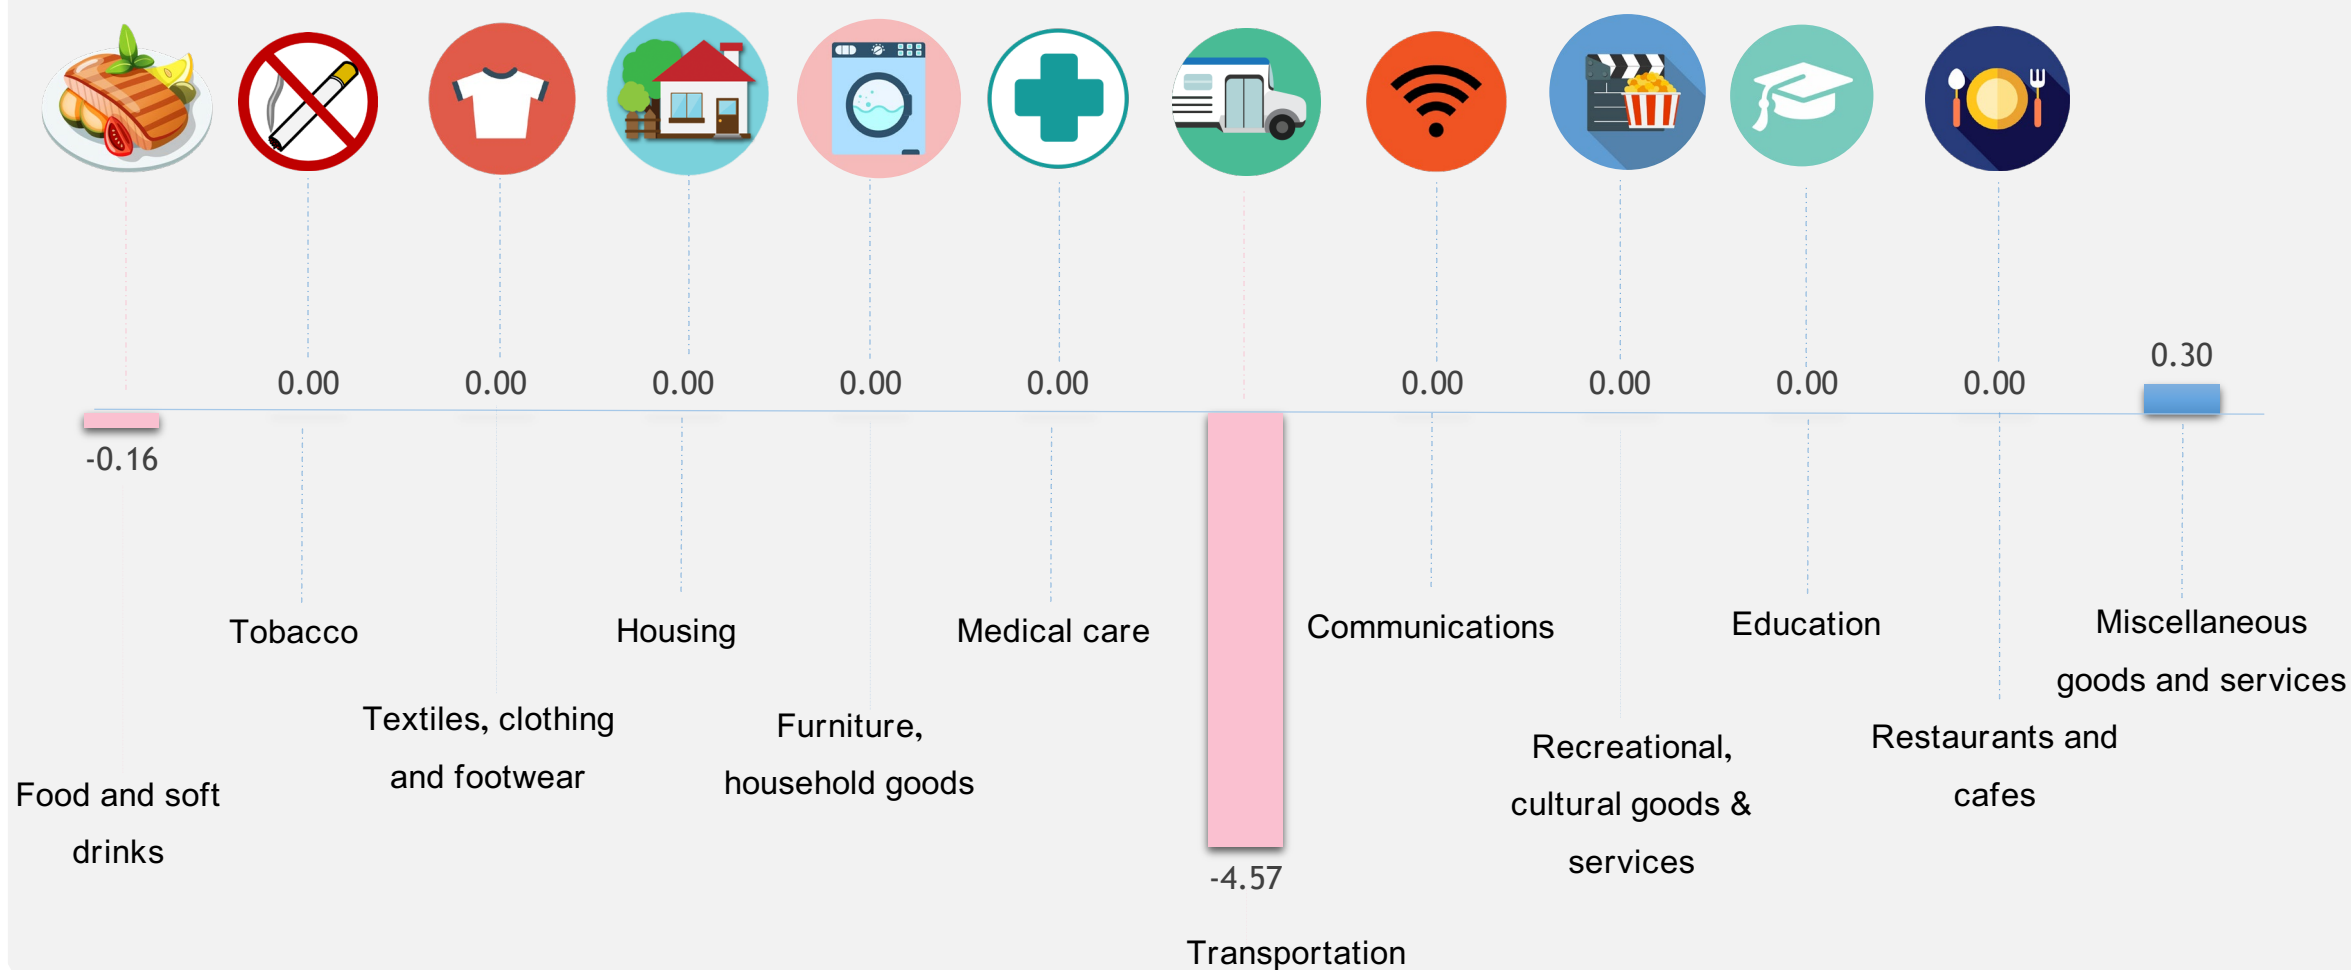 0.30
0.00
0.00
0.00
0.00
0.00
0.00
0.00
0.00
0.00
-0.16
-4.57
Food and soft
drinks
Tobacco
Textiles, clothing
and footwear
Housing
Furniture,
household goods
Medical care
Transportation
Communications
Recreational,
cultural goods &
services
Education
Restaurants and
cafes
Miscellaneous
goods and services